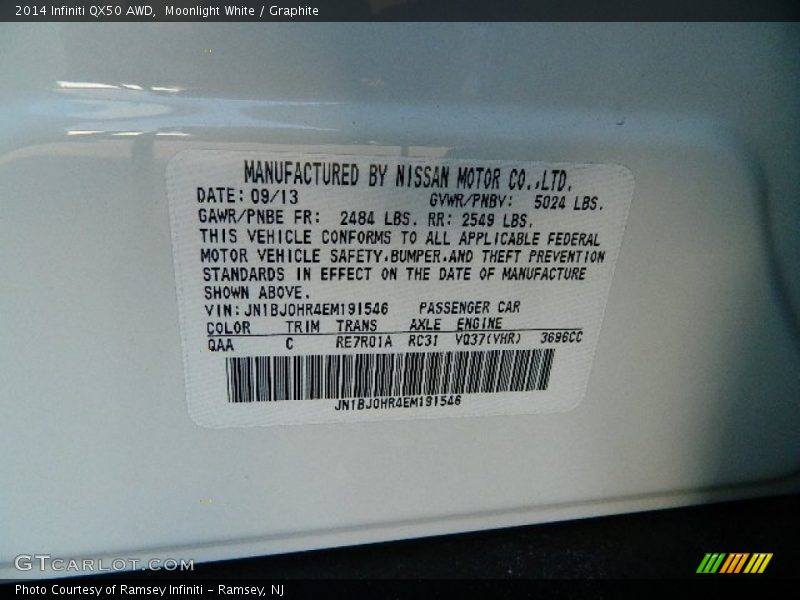 2014 Infiniti QX50 AWD,  Moonlight White / Graphite
MANUFACTURED BY NISSAN MOTOR CO.,LTD.
DATE: 09/13 GVWR/PNBV: 5024 LBS.
GAWR/PNBE FR: 2484 LBS. RR: 2549 LBS.
THIS VEHICLE CONFORMS TO ALL APPLICABLE FEDERAL
MOTOR VEHICLE SAFETY,BUMPER,AND THEFT PREVENTION
STANDARDS IN EFFECT ON THE DATE OF MANUFACTURE
SHOWN ABOVE.
VIN: JN1BJ0HR4EM191546 PASSENGER CAR
COLOR TRIM TRANS AXLE ENGINE
QAA C RE7R01A RC31 VQ37(VHR) 3696CC
JN1BJ0HR4EM191546
GTCARCLOT.COM
Photo Courtesy of Ramsey Infiniti - Ramsey, NJ